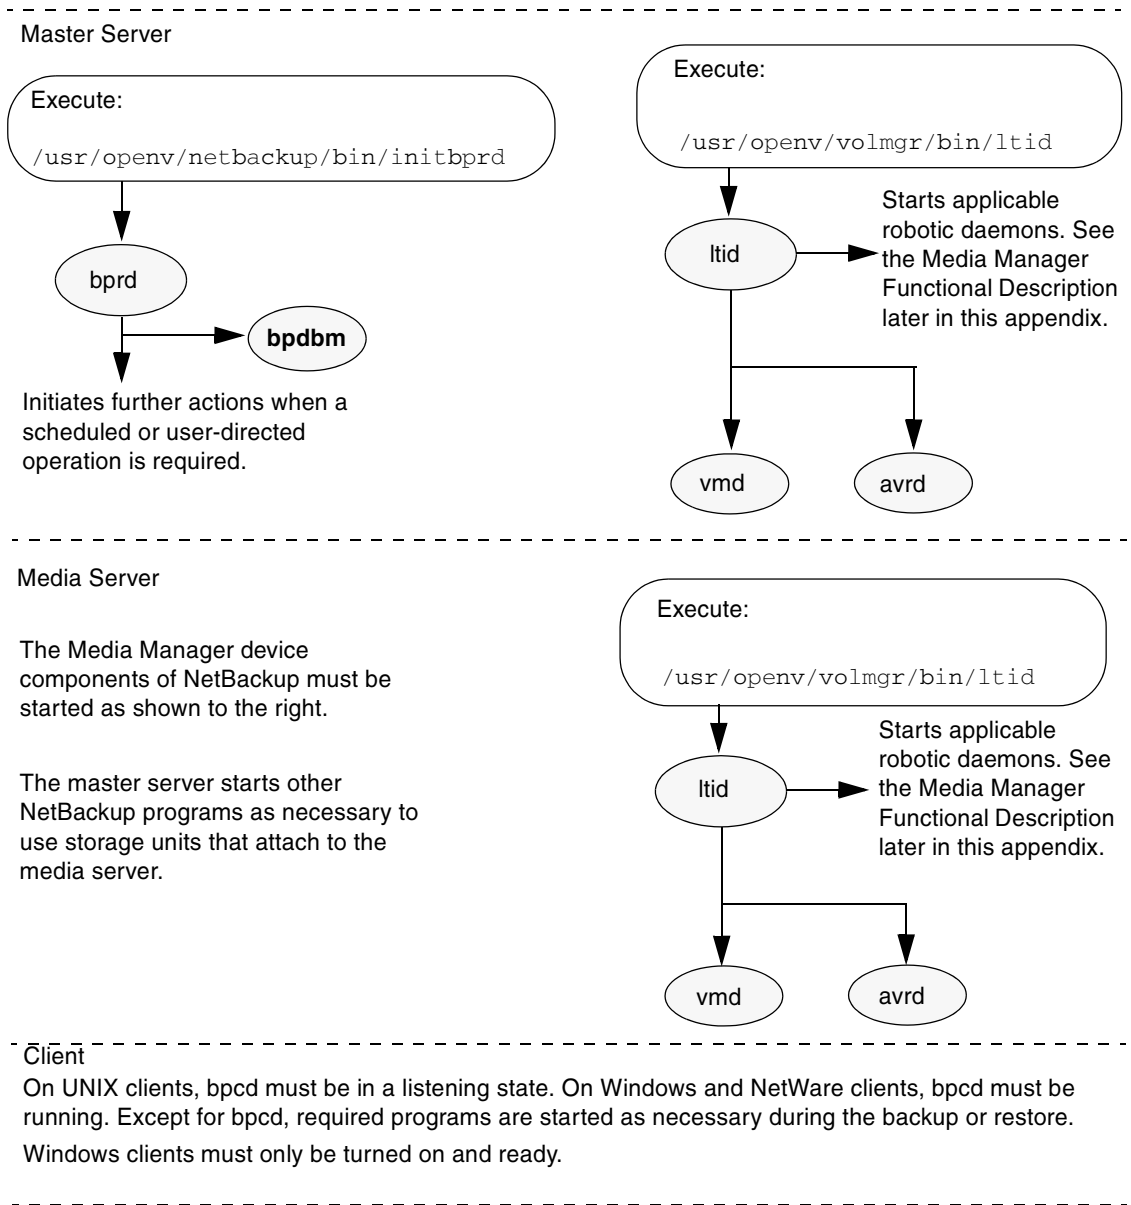 Master Server
Execute:
/usr/openv/netbackup/bin/initbprd
bprd
bpdbm
Initiates further actions when a
scheduled or user-directed
operation is required.
Execute:
/usr/openv/volmgr/bin/ltid
ltid
Starts applicable
robotic daemons. See
the Media Manager
Functional Description
later in this appendix.
vmd
avrd
Media Server
The Media Manager device
components of NetBackup must be
started as shown to the right.
The master server starts other
NetBackup programs as necessary to
use storage units that attach to the
media server.
Execute:
/usr/openv/volmgr/bin/ltid
ltid
Starts applicable
robotic daemons. See
the Media Manager
Functional Description
later in this appendix.
vmd
avrd
Client
On UNIX clients, bpcd must be in a listening state. On Windows and NetWare clients, bpcd must be
running. Except for bpcd, required programs are started as necessary during the backup or restore.
Windows clients must only be turned on and ready.